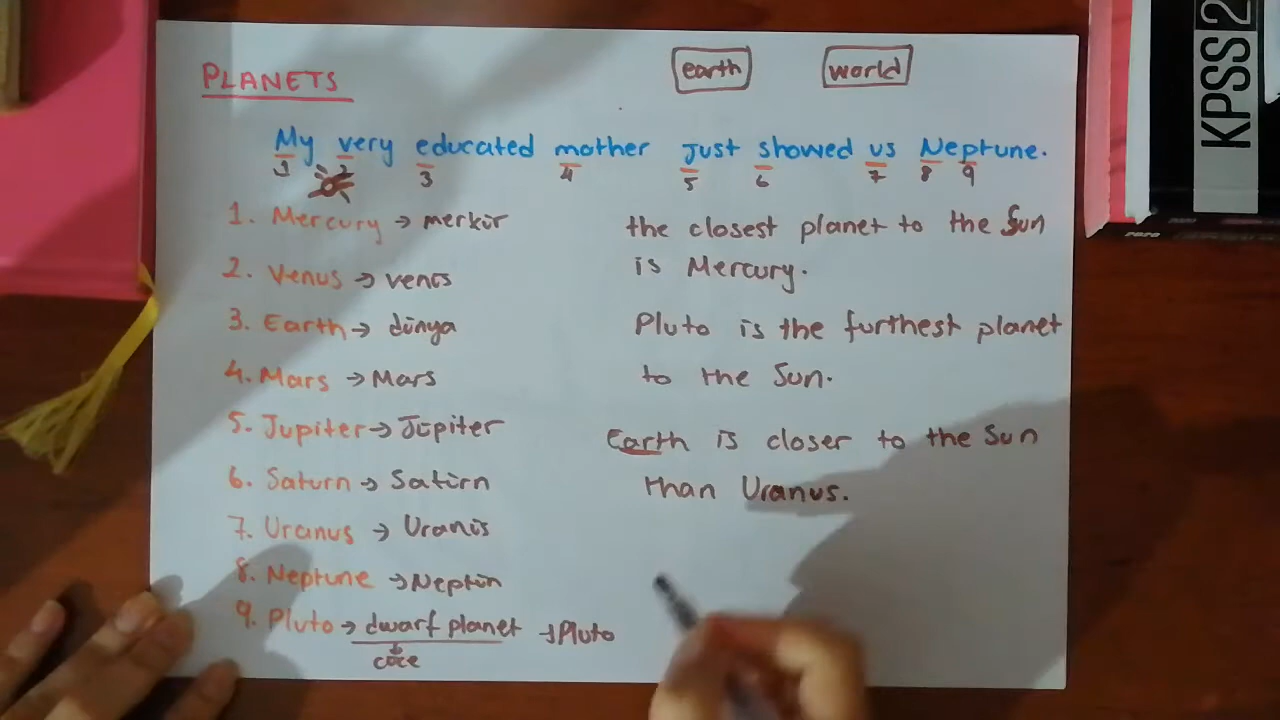 PLANETS
earth
world
My very educated mother just showed us Neptune.
1 2 3 4 5 6 7 8 9
1. Mercury → merkür
2. Venus → venüs
3. Earth → dünya
4. Mars → Mars
5. Jupiter → Jüpiter
6. Saturn → Satürn
7. Uranus → Uranüs
8. Neptune → Neptün
9. Pluto → dwarf planet → Pluto
cüce
the closest planet to the Sun
is Mercury.
Pluto is the furthest planet
to the Sun.
Earth is closer to the Sun
than Uranus.
KPSS 2